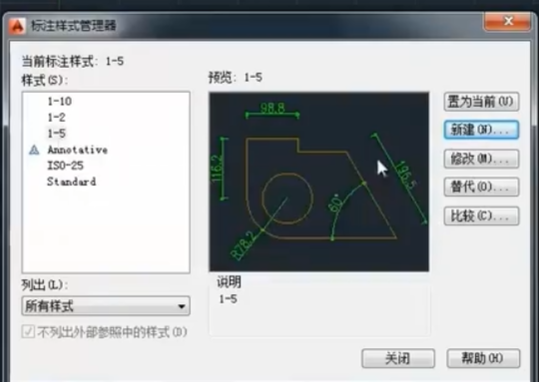 标注样式管理器
当前标注样式: 1-5
样式(S):
1-10
1-2
1-5
Annotative
ISO-25
Standard
列出(L):
所有样式
不列出外部参照中的样式(D)
预览: 1-5
98.8
116.2
196.5
60°
R78.2
说明
1-5
置为当前(U)
新建(N)...
修改(M)...
替代(O)...
比较(C)...
关闭
帮助(H)